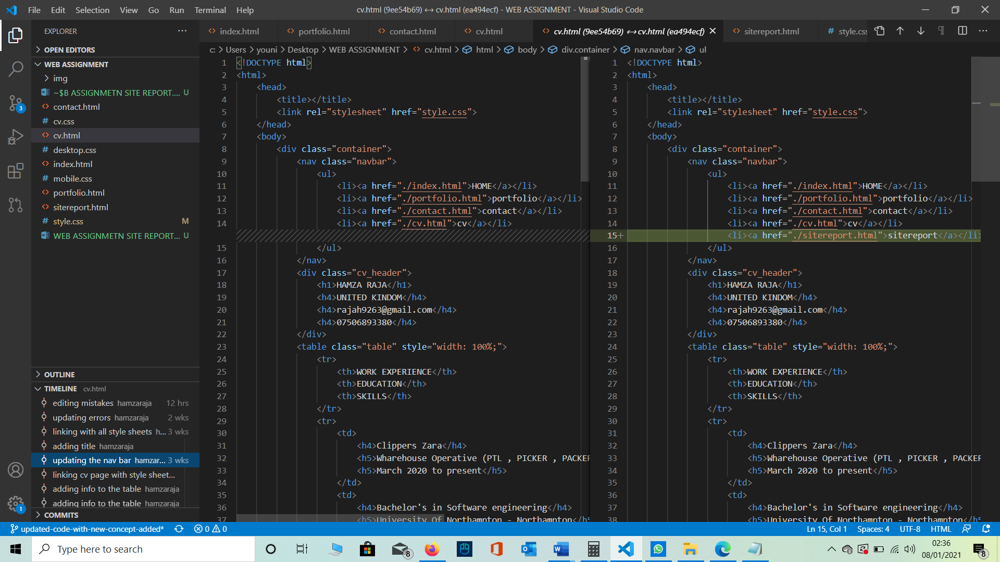 File Edit Selection View Go Run Terminal Help
cv.html (9ee54b69) ↔ cv.html (ea494ecf) - WEB ASSIGNMENT - Visual Studio Code
EXPLORER
index.html portfolio.html contact.html cv.html cv.html (9ee54b69) ↔ cv.html (ea494ecf) sitereport.html style.css
c: > Users > youni > Desktop > WEB ASSIGNMENT > cv.html > html > body > div.container > nav.navbar > ul
OPEN EDITORS
WEB ASSIGNMENT
img
~$B ASSIGNMETN SITE REPORT.... U
contact.html
cv.css
cv.html
desktop.css
index.html
mobile.css
portfolio.html
sitereport.html
style.css M
WEB ASSIGNMETN SITE REPORT... U
3
OUTLINE
TIMELINE cv.html
editing mistakes hamzaraja 12 hrs
updating errors hamzaraja 2 wks
linking with all style sheets h... 3 wks
adding title hamzaraja
updating the nav bar hamzar... 3 wks
linking cv page with style sheet...
adding info to the table hamzaraja
adding info to the table hamzaraja
COMMITS
1
1 <!DOCTYPE html>
2 <html>
3 <head>
4 <title></title>
5 <link rel="stylesheet" href="style.css">
6 </head>
7 <body>
8 <div class="container">
9 <nav class="navbar">
10 <ul>
11 <li><a href="./index.html">HOME</a></li>
12 <li><a href="./portfolio.html">portfolio</a></li>
13 <li><a href="./contact.html">contact</a></li>
14 <li><a href="./cv.html">cv</a></li>
15 </ul>
16 </nav>
17 <div class="cv_header">
18 <h1>HAMZA RAJA</h1>
19 <h4>UNITED KINDOM</h4>
20 <h4>rajah9263@gmail.com</h4>
21 <h4>07506893380</h4>
22 </div>
23 <table class="table" style="width: 100%;">
24 <tr>
25 <th>WORK EXPERIENCE</th>
26 <th>EDUCATION</th>
27 <th>SKILLS</th>
28 </tr>
29 <tr>
30 <td>
31 <h4>Clippers Zara</h4>
32 <h5>Wharehouse Operative (PTL , PICKER , PACKER
33 <h5>March 2020 to present</h5>
34 </td>
35 <td>
36 <h4>Bachelor's in Software engineering</h4>
37 <h5>University Of Northampton - Northampton</h5
1 <!DOCTYPE html>
2 <html>
3 <head>
4 <title></title>
5 <link rel="stylesheet" href="style.css">
6 </head>
7 <body>
8 <div class="container">
9 <nav class="navbar">
10 <ul>
11 <li><a href="./index.html">HOME</a></li>
12 <li><a href="./portfolio.html">portfolio</a></li>
13 <li><a href="./contact.html">contact</a></li>
14 <li><a href="./cv.html">cv</a></li>
15+ <li><a href="./sitereport.html">sitereport</a></li>
16 </ul>
17 </nav>
18 <div class="cv_header">
19 <h1>HAMZA RAJA</h1>
20 <h4>UNITED KINDOM</h4>
21 <h4>rajah9263@gmail.com</h4>
22 <h4>07506893380</h4>
23 </div>
24 <table class="table" style="width: 100%;">
25 <tr>
26 <th>WORK EXPERIENCE</th>
27 <th>EDUCATION</th>
28 <th>SKILLS</th>
29 </tr>
30 <tr>
31 <td>
32 <h4>Clippers Zara</h4>
33 <h5>Wharehouse Operative (PTL , PICKER , PACKER
34 <h5>March 2020 to present</h5>
35 </td>
36 <td>
37 <h4>Bachelor's in Software engineering</h4>
38 <h5>University Of Northampton - Northampton</h5
updated-code-with-new-concept-added* 0 0 Ln 15, Col 1 Spaces: 4 UTF-8 HTML
Type here to search
8
02:36
08/01/2021
8